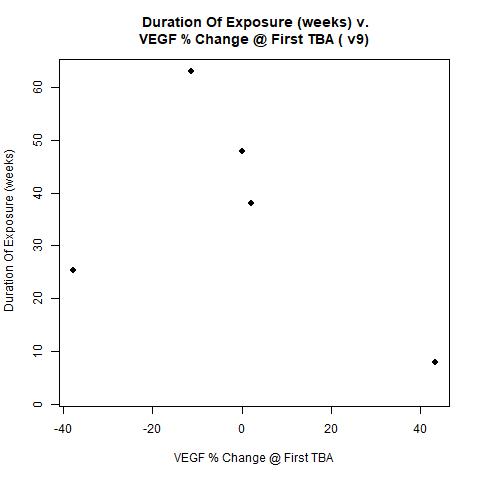 Duration Of Exposure (weeks) v.
VEGF % Change @ First TBA ( v9)
Duration Of Exposure (weeks)
60
50
40
30
20
10
0
-40 -20 0 20 40
VEGF % Change @ First TBA